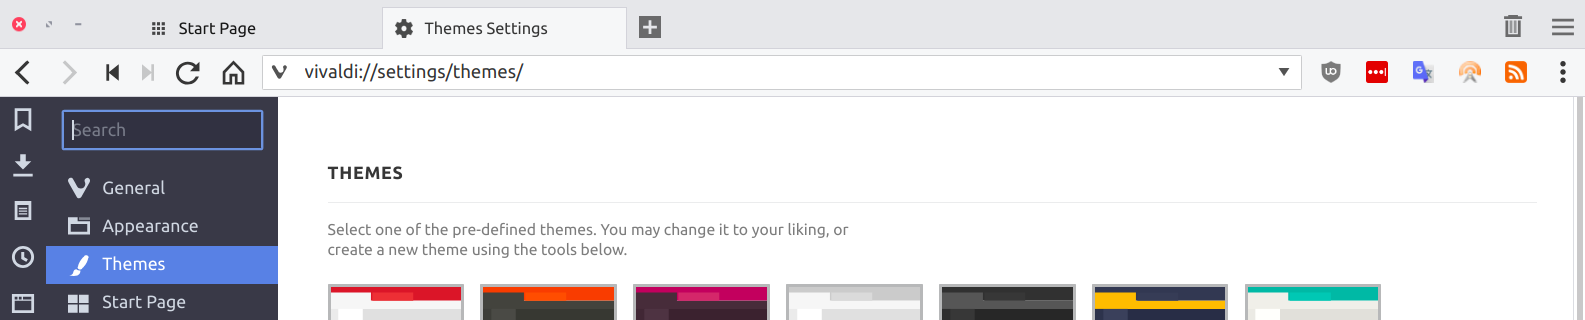 Start Page
Themes Settings
vivaldi://settings/themes/
Search
General
Appearance
Themes
Start Page
THEMES
Select one of the pre-defined themes. You may change it to your liking, or
create a new theme using the tools below.